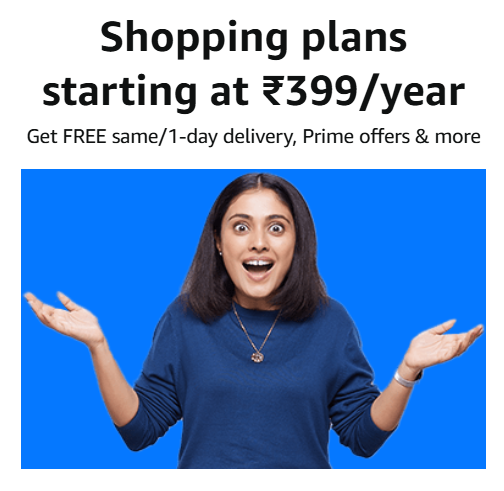 Shopping plans
starting at ₹399/year
Get FREE same/1-day delivery, Prime offers & more